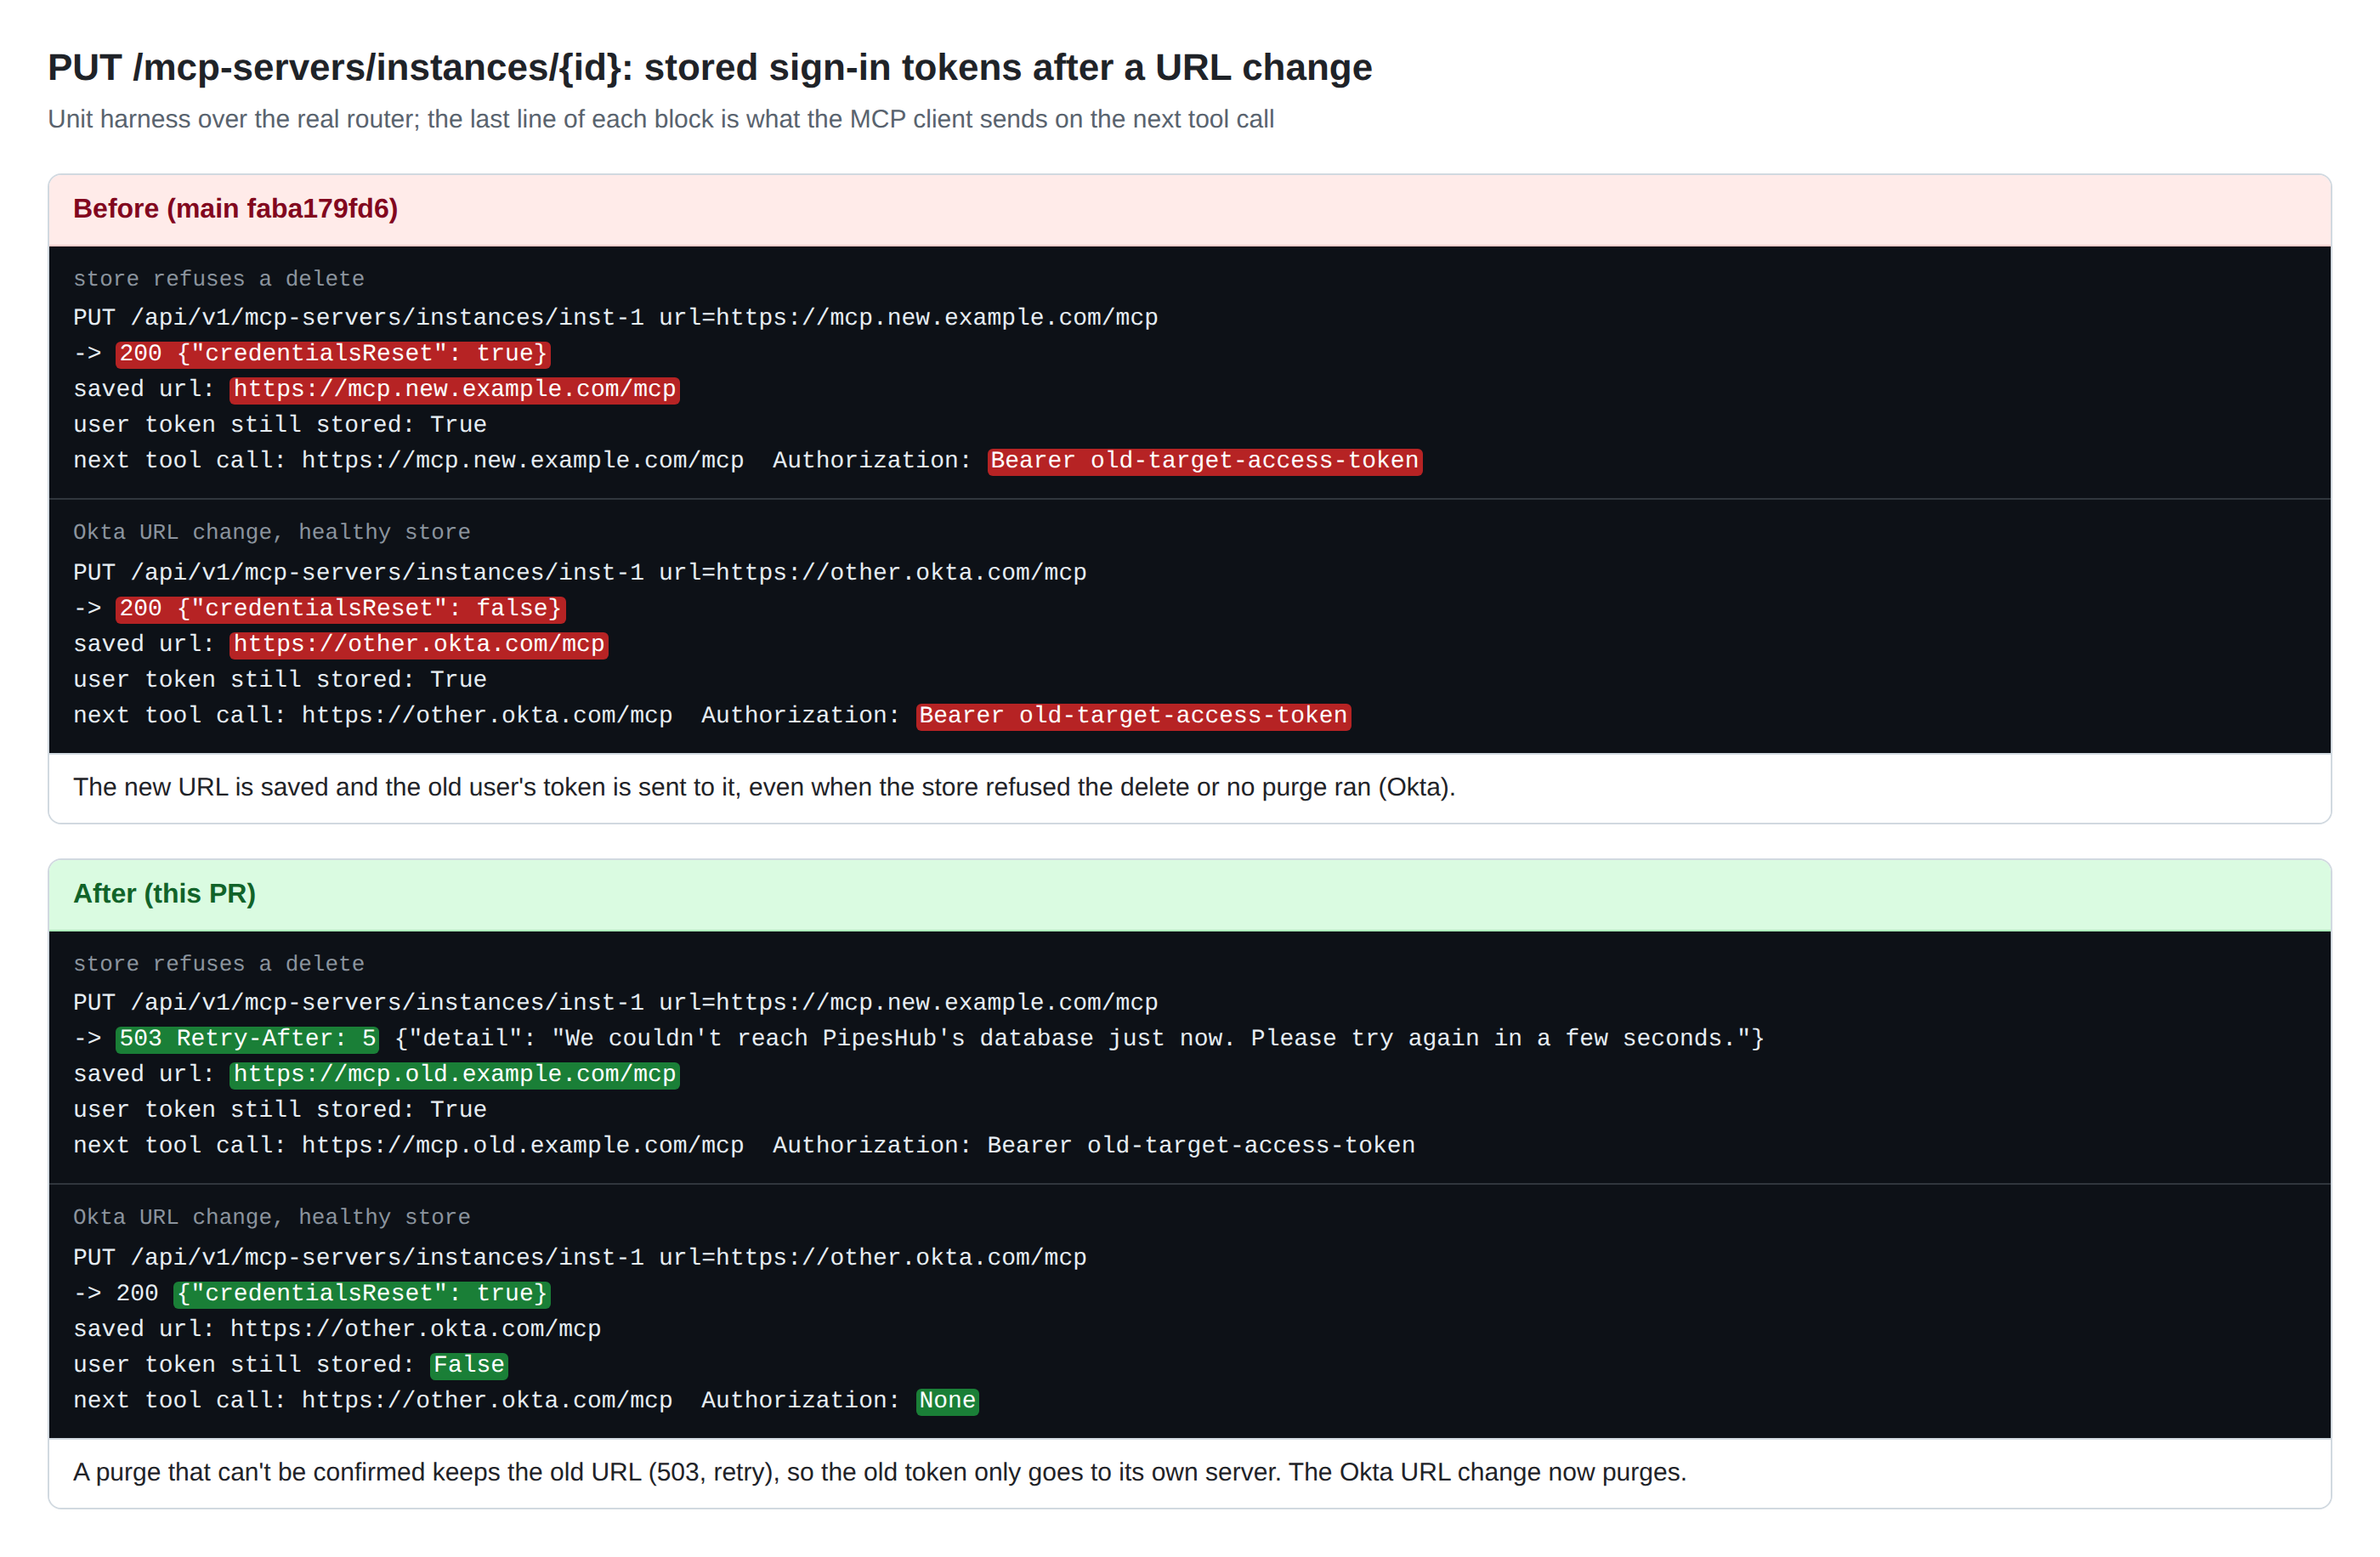 PUT /mcp-servers/instances/{id}: stored sign-in tokens after a URL change
Unit harness over the real router; the last line of each block is what the MCP client sends on the next tool call
Before (main faba179fd6)
store refuses a delete
PUT /api/v1/mcp-servers/instances/inst-1 url=https://mcp.new.example.com/mcp
-> 200 {"credentialsReset": true}
saved url: https://mcp.new.example.com/mcp
user token still stored: True
next tool call: https://mcp.new.example.com/mcp  Authorization: Bearer old-target-access-token
Okta URL change, healthy store
PUT /api/v1/mcp-servers/instances/inst-1 url=https://other.okta.com/mcp
-> 200 {"credentialsReset": false}
saved url: https://other.okta.com/mcp
user token still stored: True
next tool call: https://other.okta.com/mcp  Authorization: Bearer old-target-access-token
The new URL is saved and the old user's token is sent to it, even when the store refused the delete or no purge ran (Okta).
After (this PR)
store refuses a delete
PUT /api/v1/mcp-servers/instances/inst-1 url=https://mcp.new.example.com/mcp
-> 503 Retry-After: 5 {"detail": "We couldn't reach PipesHub's database just now. Please try again in a few seconds."}
saved url: https://mcp.old.example.com/mcp
user token still stored: True
next tool call: https://mcp.old.example.com/mcp  Authorization: Bearer old-target-access-token
Okta URL change, healthy store
PUT /api/v1/mcp-servers/instances/inst-1 url=https://other.okta.com/mcp
-> 200 {"credentialsReset": true}
saved url: https://other.okta.com/mcp
user token still stored: False
next tool call: https://other.okta.com/mcp  Authorization: None
A purge that can't be confirmed keeps the old URL (503, retry), so the old token only goes to its own server. The Okta URL change now purges.